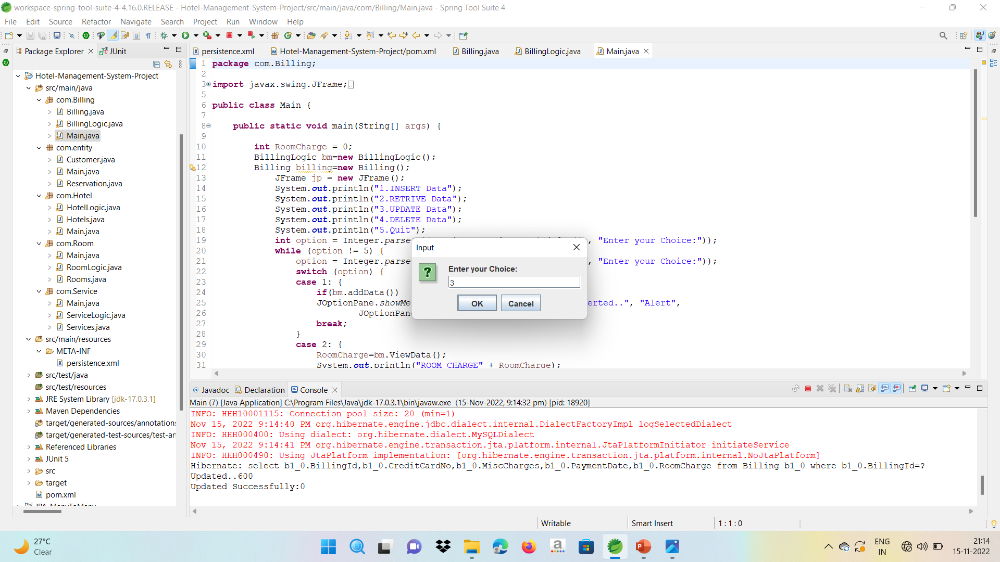 workspace-spring-tool-suite-4-4.16.0.RELEASE - Hotel-Management-System-Project/src/main/java/com/Billing/Main.java - Spring Tool Suite 4
File Edit Source Refactor Navigate Search Project Run Window Help
Package Explorer
JUnit
Hotel-Management-System-Project
src/main/java
com.Billing
Billing.java
BillingLogic.java
Main.java
com.entity
Customer.java
Main.java
Reservation.java
com.Hotel
HotelLogic.java
Hotels.java
Main.java
com.Room
Main.java
RoomLogic.java
Rooms.java
com.Service
Main.java
ServiceLogic.java
Services.java
src/main/resources
META-INF
persistence.xml
src/test/java
src/test/resources
JRE System Library [jdk-17.0.3.1]
Maven Dependencies
target/generated-sources/annotations
target/generated-test-sources/test-an
Referenced Libraries
JUnit 5
src
target
pom.xml
persistence.xml Hotel-Management-System-Project/pom.xml Billing.java BillingLogic.java Main.java
1 package com.Billing;
2
3 import javax.swing.JFrame;
5
6 public class Main {
7
8 public static void main(String[] args) {
9
10 int RoomCharge = 0;
11 BillingLogic bm=new BillingLogic();
12 Billing billing=new Billing();
13 JFrame jp = new JFrame();
14 System.out.println("1.INSERT Data");
15 System.out.println("2.RETRIVE Data");
16 System.out.println("3.UPDATE Data");
17 System.out.println("4.DELETE Data");
18 System.out.println("5.Quit");
19 int option = Integer.parse , "Enter your Choice:"));
20 while (option != 5) {
21 option = Integer.parse , "Enter your Choice:"));
22 switch (option) {
23 case 1: {
24 if(bm.addData())
25 JOptionPane.showMe erted..", "Alert",
26 JOptionPan
27 break;
28 }
29 case 2: {
30 RoomCharge=bm.ViewData();
31 System.out.println("ROOM CHARGE" + RoomCharge);
Input
Enter your Choice:
3
OK Cancel
Javadoc Declaration Console
Main (7) [Java Application] C:\Program Files\Java\jdk-17.0.3.1\bin\javaw.exe (15-Nov-2022, 9:14:32 pm) [pid: 18920]
INFO: HHH10001115: Connection pool size: 20 (min=1)
Nov 15, 2022 9:14:40 PM org.hibernate.engine.jdbc.dialect.internal.DialectFactoryImpl logSelectedDialect
INFO: HHH000400: Using dialect: org.hibernate.dialect.MySQLDialect
Nov 15, 2022 9:14:41 PM org.hibernate.engine.transaction.jta.platform.internal.JtaPlatformInitiator initiateService
INFO: HHH000490: Using JtaPlatform implementation: [org.hibernate.engine.transaction.jta.platform.internal.NoJtaPlatform]
Hibernate: select b1_0.BillingId,b1_0.CreditCardNo,b1_0.MiscCharges,b1_0.PaymentDate,b1_0.RoomCharge from Billing b1_0 where b1_0.BillingId=?
Updated..600
Updated Successfully:0
Writable Smart Insert 1 : 1 : 0
27°C
Clear
ENG
IN
21:14
15-11-2022